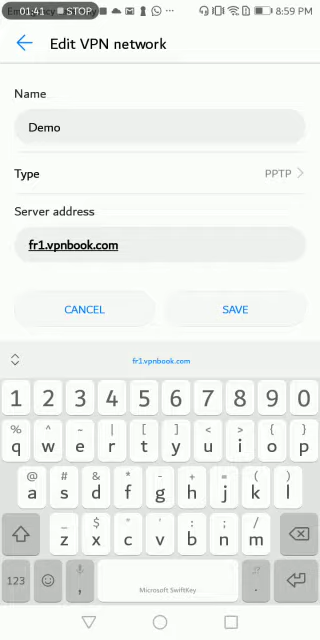 01:41 STOP 8:59 PM
Edit VPN network
Name
Demo
Type PPTP
Server address
fr1.vpnbook.com
CANCEL SAVE
fr1.vpnbook.com
1 2 3 4 5 6 7 8 9 0
% ^ ~ | [ ] < > { }
q w e r t y u i o p
@ # & * - + = ( )
a s d f g h j k l
_ $ " ' : ; /
z x c v b n m
123 , Microsoft SwiftKey .